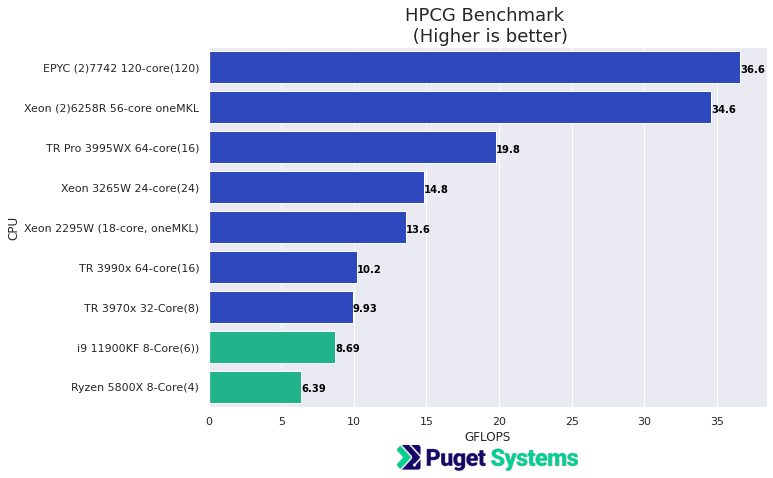 HPCG Benchmark
(Higher is better)
EPYC (2)7742 120-core(120)
36.6
Xeon (2)6258R 56-core oneMKL
34.6
TR Pro 3995WX 64-core(16)
19.8
Xeon 3265W 24-core(24)
14.8
Xeon 2295W (18-core, oneMKL)
13.6
TR 3990x 64-core(16)
10.2
TR 3970x 32-Core(8)
9.93
i9 11900KF 8-Core(6))
8.69
Ryzen 5800X 8-Core(4)
6.39
CPU
0 5 10 15 20 25 30 35
GFLOPS
Puget Systems